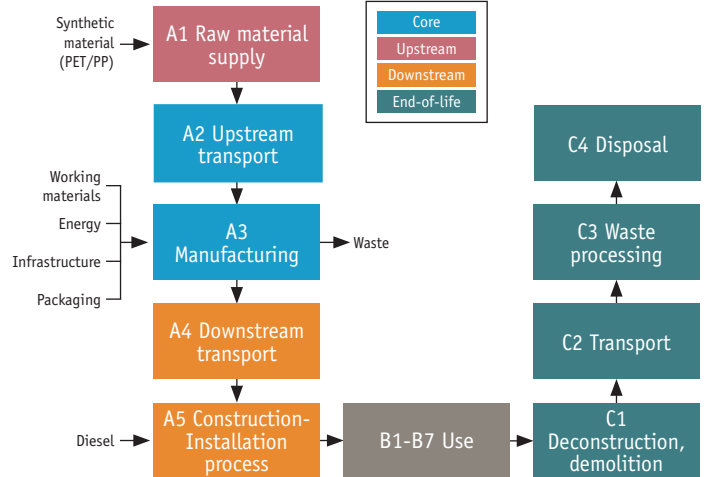 Synthetic
material
(PET/PP)
A1 Raw material
supply
Core
Upstream
Downstream
End-of-life
A2 Upstream
transport
C4 Disposal
Working
materials
Energy
Infrastructure
Packaging
A3
Manufacturing
Waste
C3 Waste
processing
A4 Downstream
transport
C2 Transport
Diesel
A5 Construction-
Installation
process
B1-B7 Use
C1
Deconstruction,
demolition